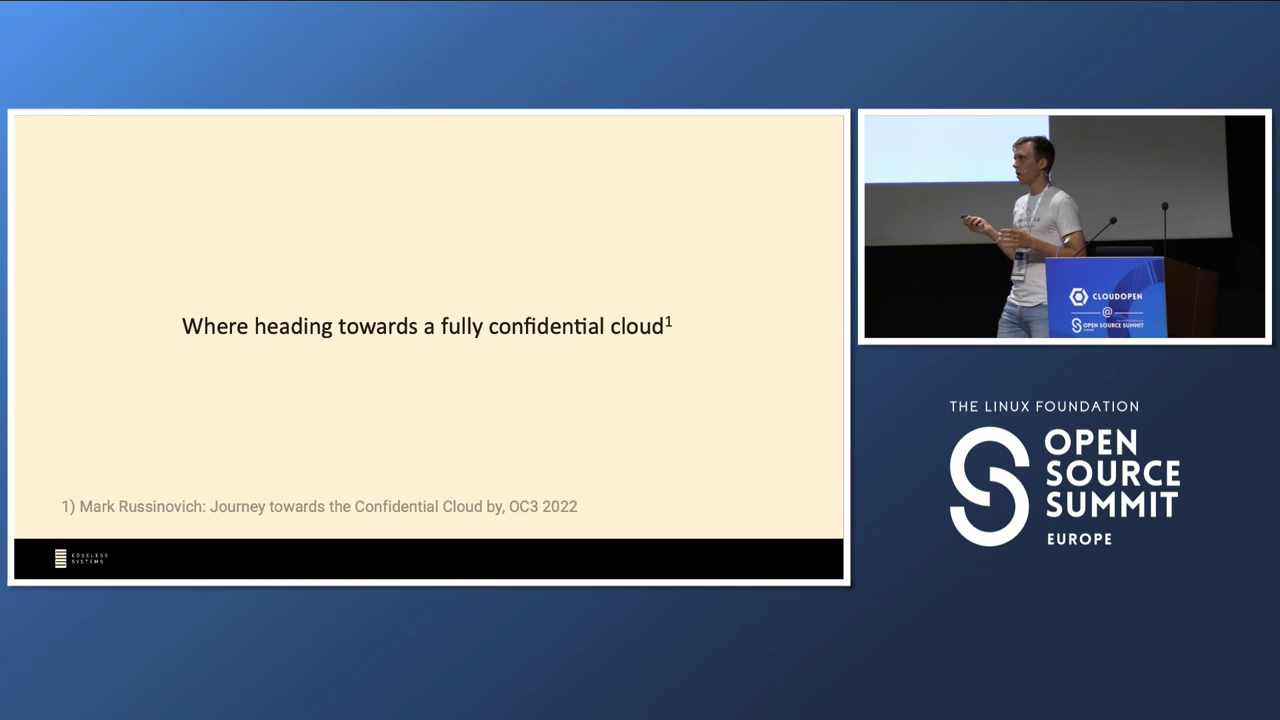 Where heading towards a fully confidential cloud¹
1) Mark Russinovich: Journey towards the Confidential Cloud by, OC3 2022
EDGELESS
SYSTEMS
CLOUDOPEN
@
OPEN SOURCE SUMMIT
THE LINUX FOUNDATION
OPEN
SOURCE
SUMMIT
EUROPE